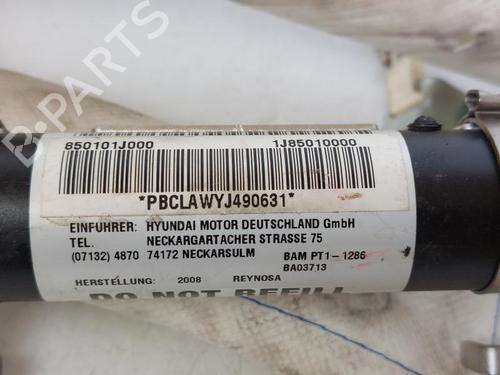 B PARTS
850101J000 1J85010000
*PBCLAWYJ490631*
EINFUHRER: HYUNDAI MOTOR DEUTSCHLAND GmbH
TEL. NECKARGARTACHER STRASSE 75
(07132) 4870 74172 NECKARSULM BAM PT1-1286
BA03713
HERSTELLUNG: 2008 REYNOSA
DO NOT REFILL